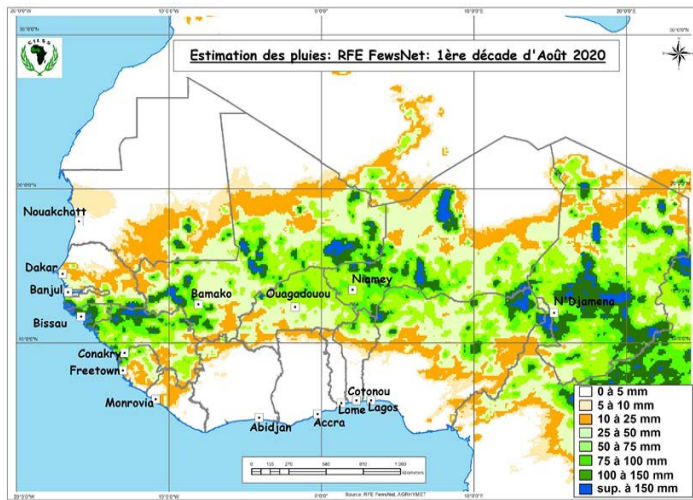 CILSS
Estimation des pluies: RFE FewsNet: 1ère décade d'Août 2020
Nouakchott
Dakar
Banjul
Bissau
Bamako
Ouagadouou
Niamey
N'Djamena
Conakry
Freetown
Monrovia
Abidjan
Accra
Lome
Cotonou
Lagos
0 à 5 mm
5 à 10 mm
10 à 25 mm
25 à 50 mm
50 à 75 mm
75 à 100 mm
100 à 150 mm
sup. à 150 mm
Source: RFE FewsNet, AGRHYMET